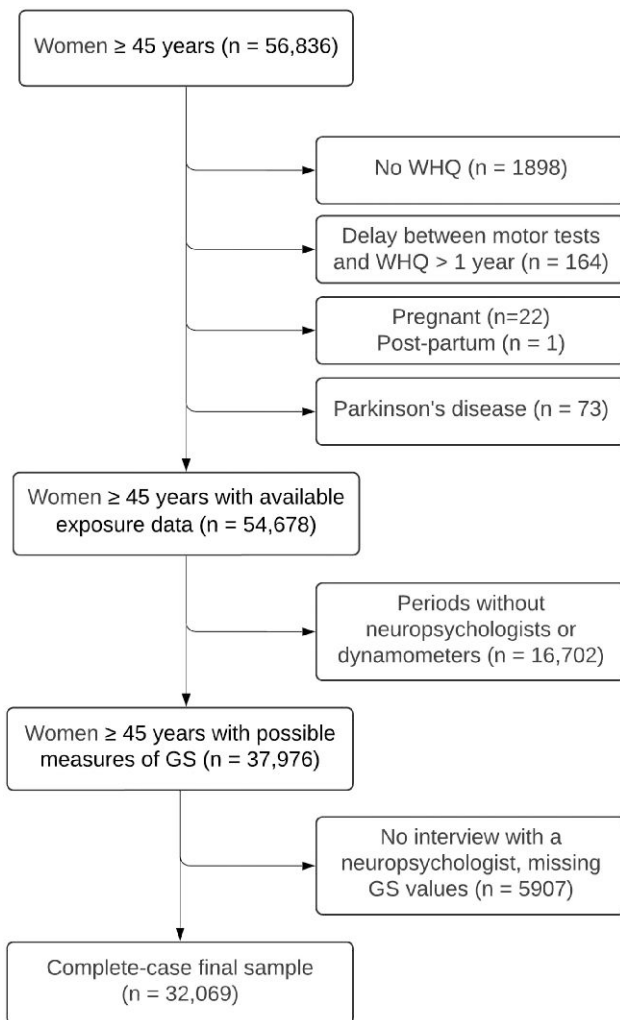 Women ≥ 45 years (n = 56,836)
No WHQ (n = 1898)
Delay between motor tests
and WHQ > 1 year (n = 164)
Pregnant (n=22)
Post-partum (n = 1)
Parkinson's disease (n = 73)
Women ≥ 45 years with available
exposure data (n = 54,678)
Periods without
neuropsychologists or
dynamometers (n = 16,702)
Women ≥ 45 years with possible
measures of GS (n = 37,976)
No interview with a
neuropsychologist, missing
GS values (n = 5907)
Complete-case final sample
(n = 32,069)